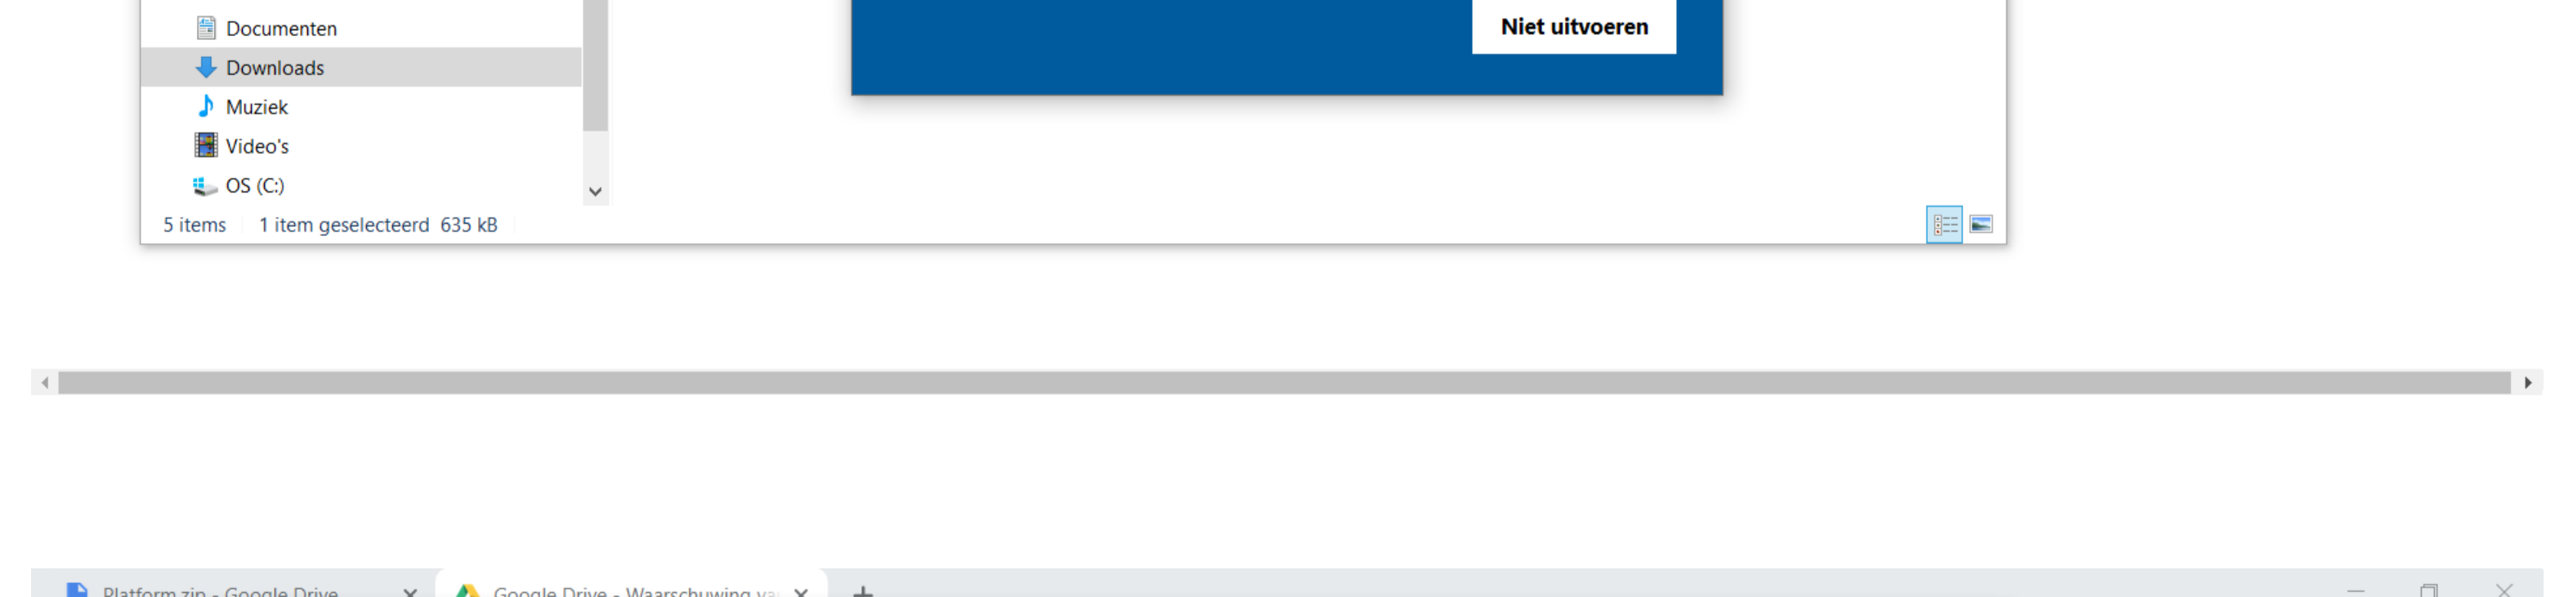 Documenten
Niet uitvoeren
Downloads
Muziek
Video's
OS (C:)
5 items 1 item geselecteerd 635 kB
Platform.zip - Google Drive Google Drive - Waarschuwing va